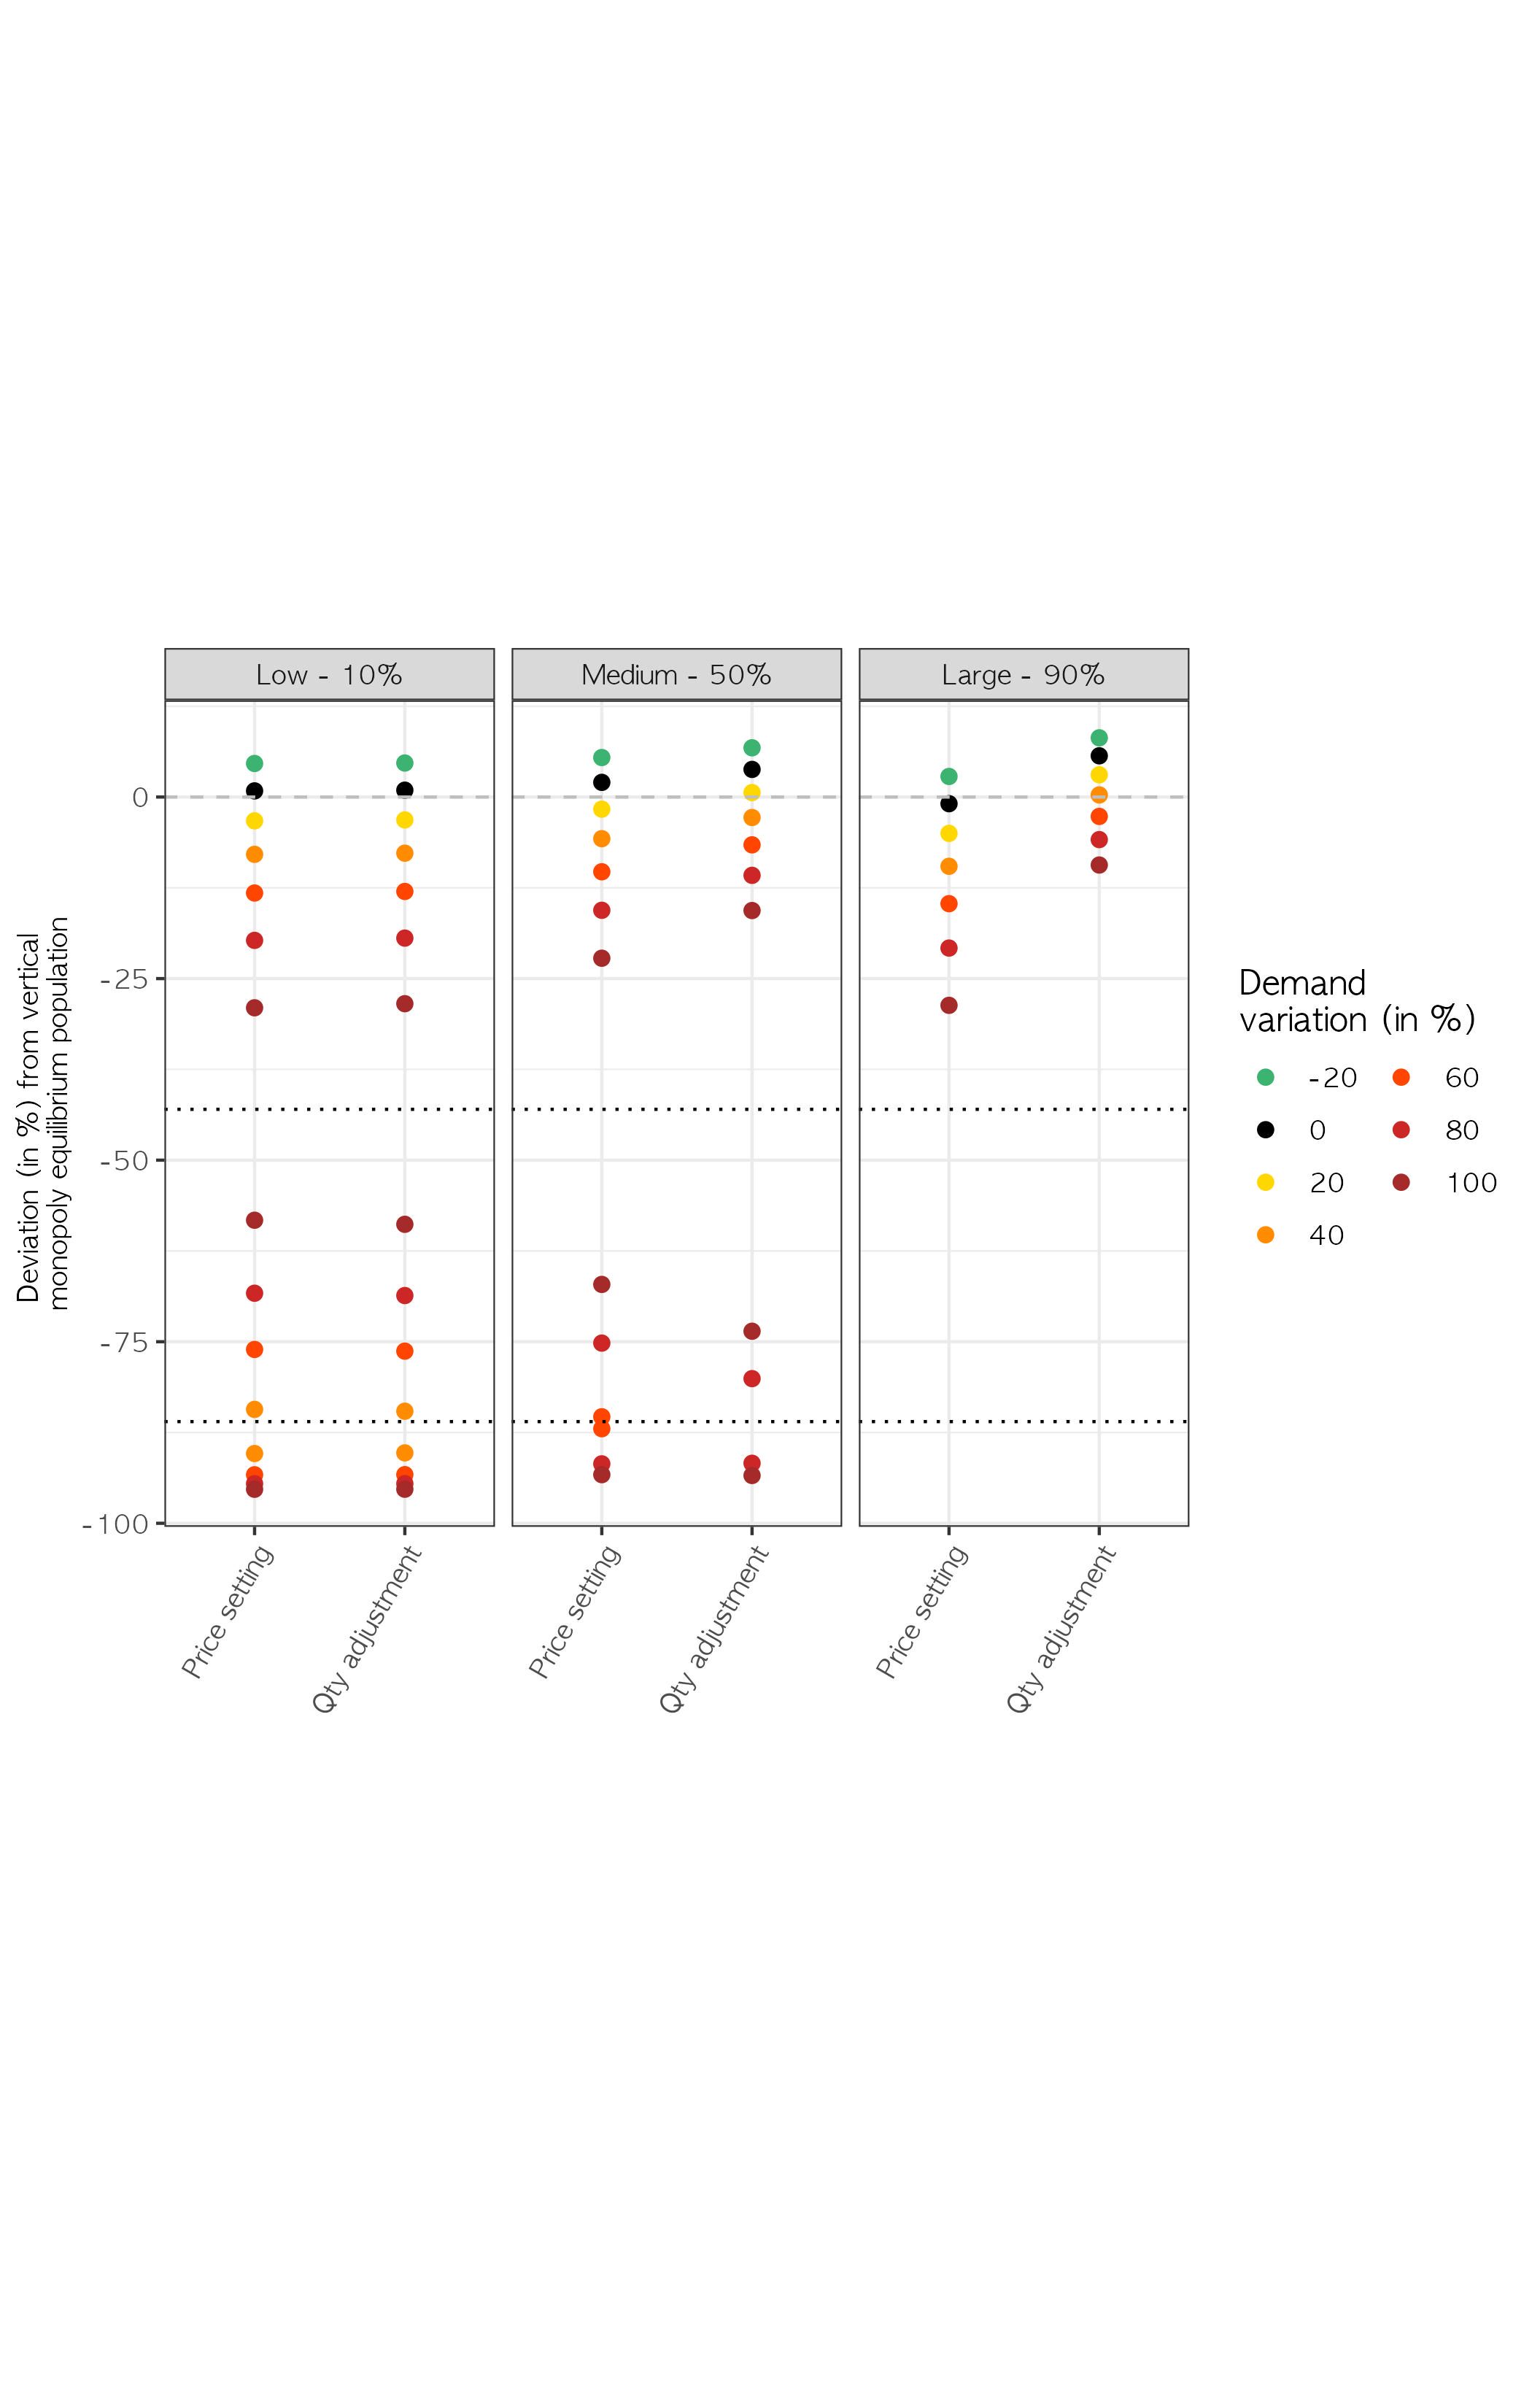 Low - 10%
Medium - 50%
Large - 90%
0
-25
-50
-75
-100
Deviation (in %) from vertical
monopoly equilibrium population
Price setting
Qty adjustment
Price setting
Qty adjustment
Price setting
Qty adjustment
Demand
variation (in %)
-20
0
20
40
60
80
100